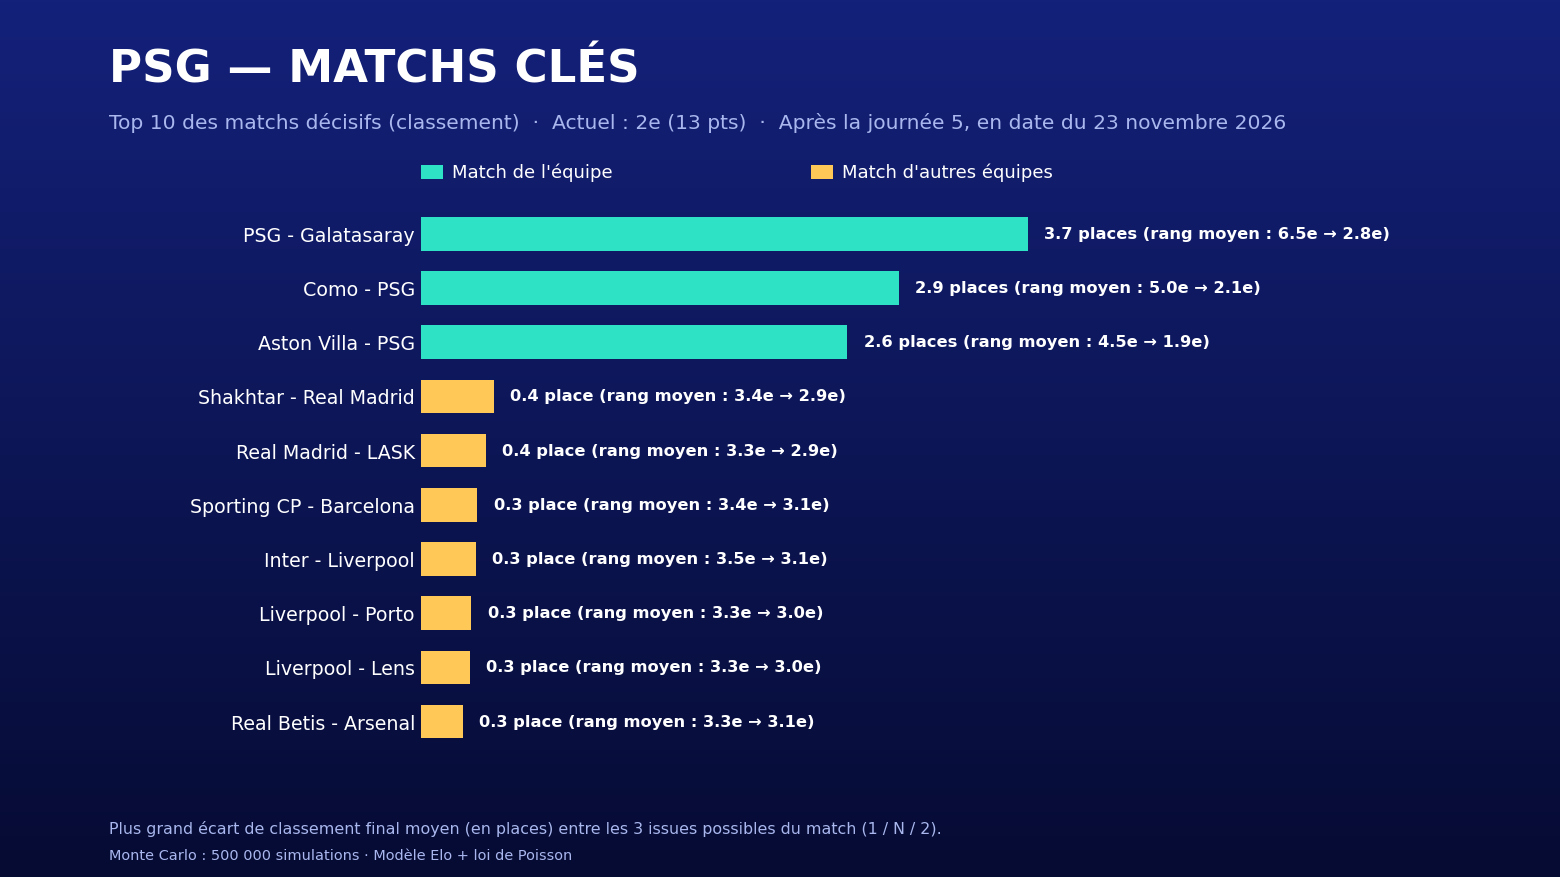 PSG — MATCHS CLÉS
Top 10 des matchs décisifs (classement)  ·  Actuel : 2e (13 pts)  ·  Après la journée 5, en date du 23 novembre 2026
Match de l'équipe    Match d'autres équipes
PSG - Galatasaray    3.7 places (rang moyen : 6.5e → 2.8e)
Como - PSG    2.9 places (rang moyen : 5.0e → 2.1e)
Aston Villa - PSG    2.6 places (rang moyen : 4.5e → 1.9e)
Shakhtar - Real Madrid    0.4 place (rang moyen : 3.4e → 2.9e)
Real Madrid - LASK    0.4 place (rang moyen : 3.3e → 2.9e)
Sporting CP - Barcelona    0.3 place (rang moyen : 3.4e → 3.1e)
Inter - Liverpool    0.3 place (rang moyen : 3.5e → 3.1e)
Liverpool - Porto    0.3 place (rang moyen : 3.3e → 3.0e)
Liverpool - Lens    0.3 place (rang moyen : 3.3e → 3.0e)
Real Betis - Arsenal    0.3 place (rang moyen : 3.3e → 3.1e)
Plus grand écart de classement final moyen (en places) entre les 3 issues possibles du match (1 / N / 2).
Monte Carlo : 500 000 simulations · Modèle Elo + loi de Poisson